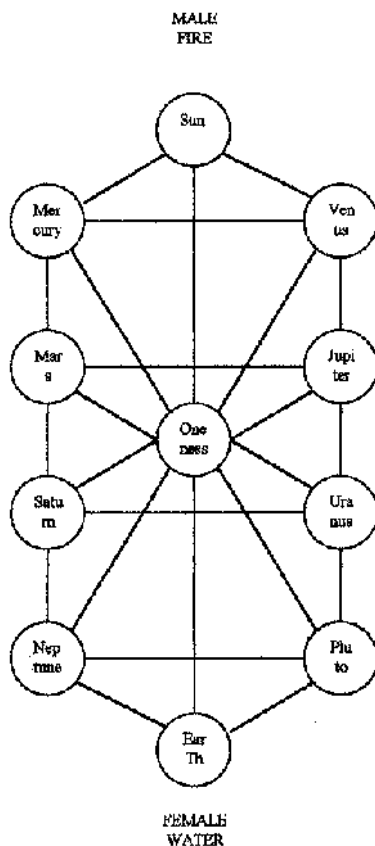 MALE
FIRE
Sun
Mer
cury
Ven
us
Mar
s
Jupi
ter
One
ness
Satu
rn
Ura
nus
Nep
tune
Plu
to
Ear
Th
FEMALE
WATER